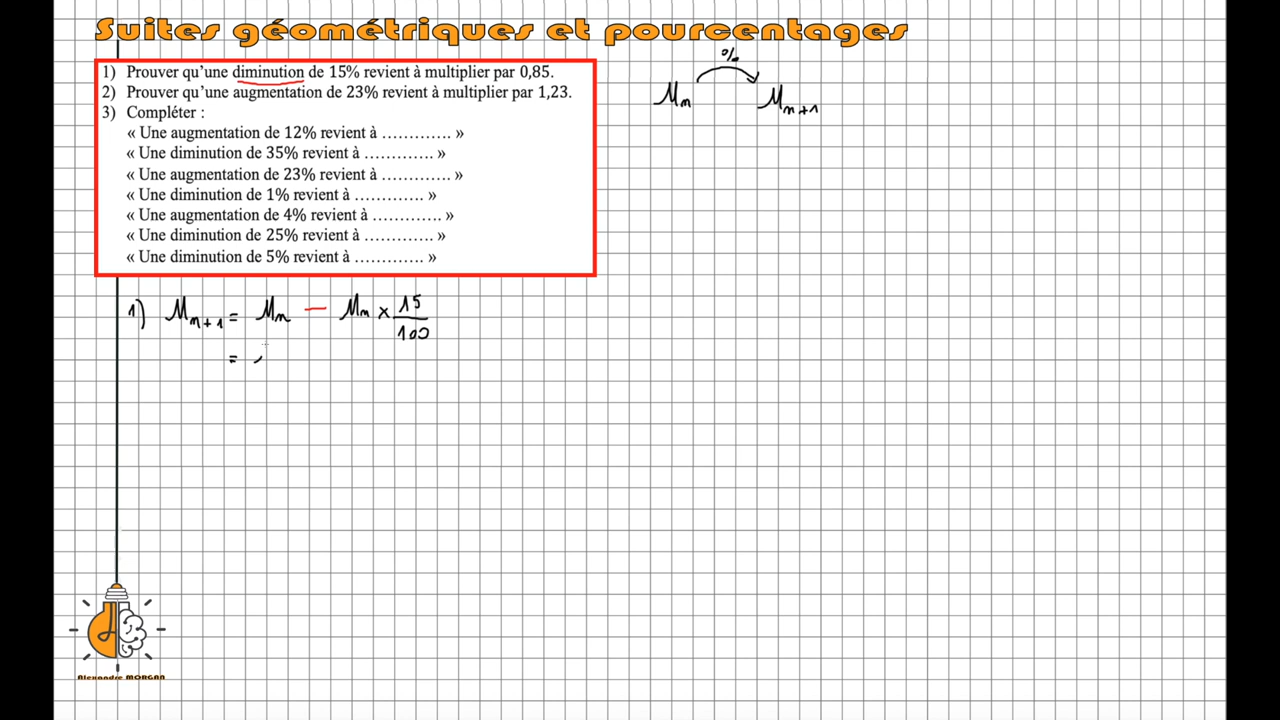 Suites géométriques et pourcentages
1) Prouver qu’une diminution de 15% revient à multiplier par 0,85.
2) Prouver qu’une augmentation de 23% revient à multiplier par 1,23.
3) Compléter :
« Une augmentation de 12% revient à …………. »
« Une diminution de 35% revient à …………. »
« Une augmentation de 23% revient à …………. »
« Une diminution de 1% revient à …………. »
« Une augmentation de 4% revient à …………. »
« Une diminution de 25% revient à …………. »
« Une diminution de 5% revient à …………. »
%
Mn Mn+1
1) Mn+1 = Mn — Mn × 15/100
=
Alexandre MORGAN